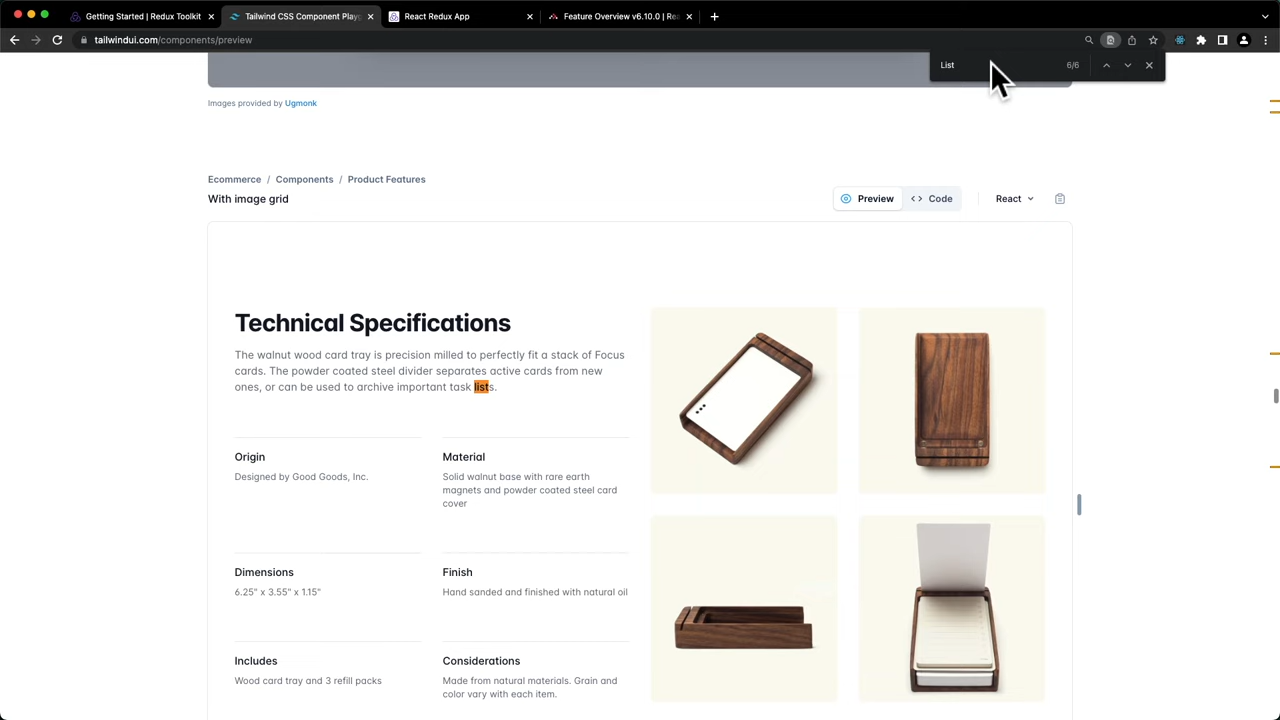 Getting Started | Redux Toolkit
Tailwind CSS Component Playg
React Redux App
Feature Overview v6.10.0 | Rea
tailwindui.com/components/preview
List
6/6
Images provided by Ugmonk
Ecommerce / Components / Product Features
With image grid
Preview
Code
React
Technical Specifications
The walnut wood card tray is precision milled to perfectly fit a stack of Focus
cards. The powder coated steel divider separates active cards from new
ones, or can be used to archive important task lists.
Origin
Designed by Good Goods, Inc.
Material
Solid walnut base with rare earth
magnets and powder coated steel card
cover
Dimensions
6.25" x 3.55" x 1.15"
Finish
Hand sanded and finished with natural oil
Includes
Wood card tray and 3 refill packs
Considerations
Made from natural materials. Grain and
color vary with each item.